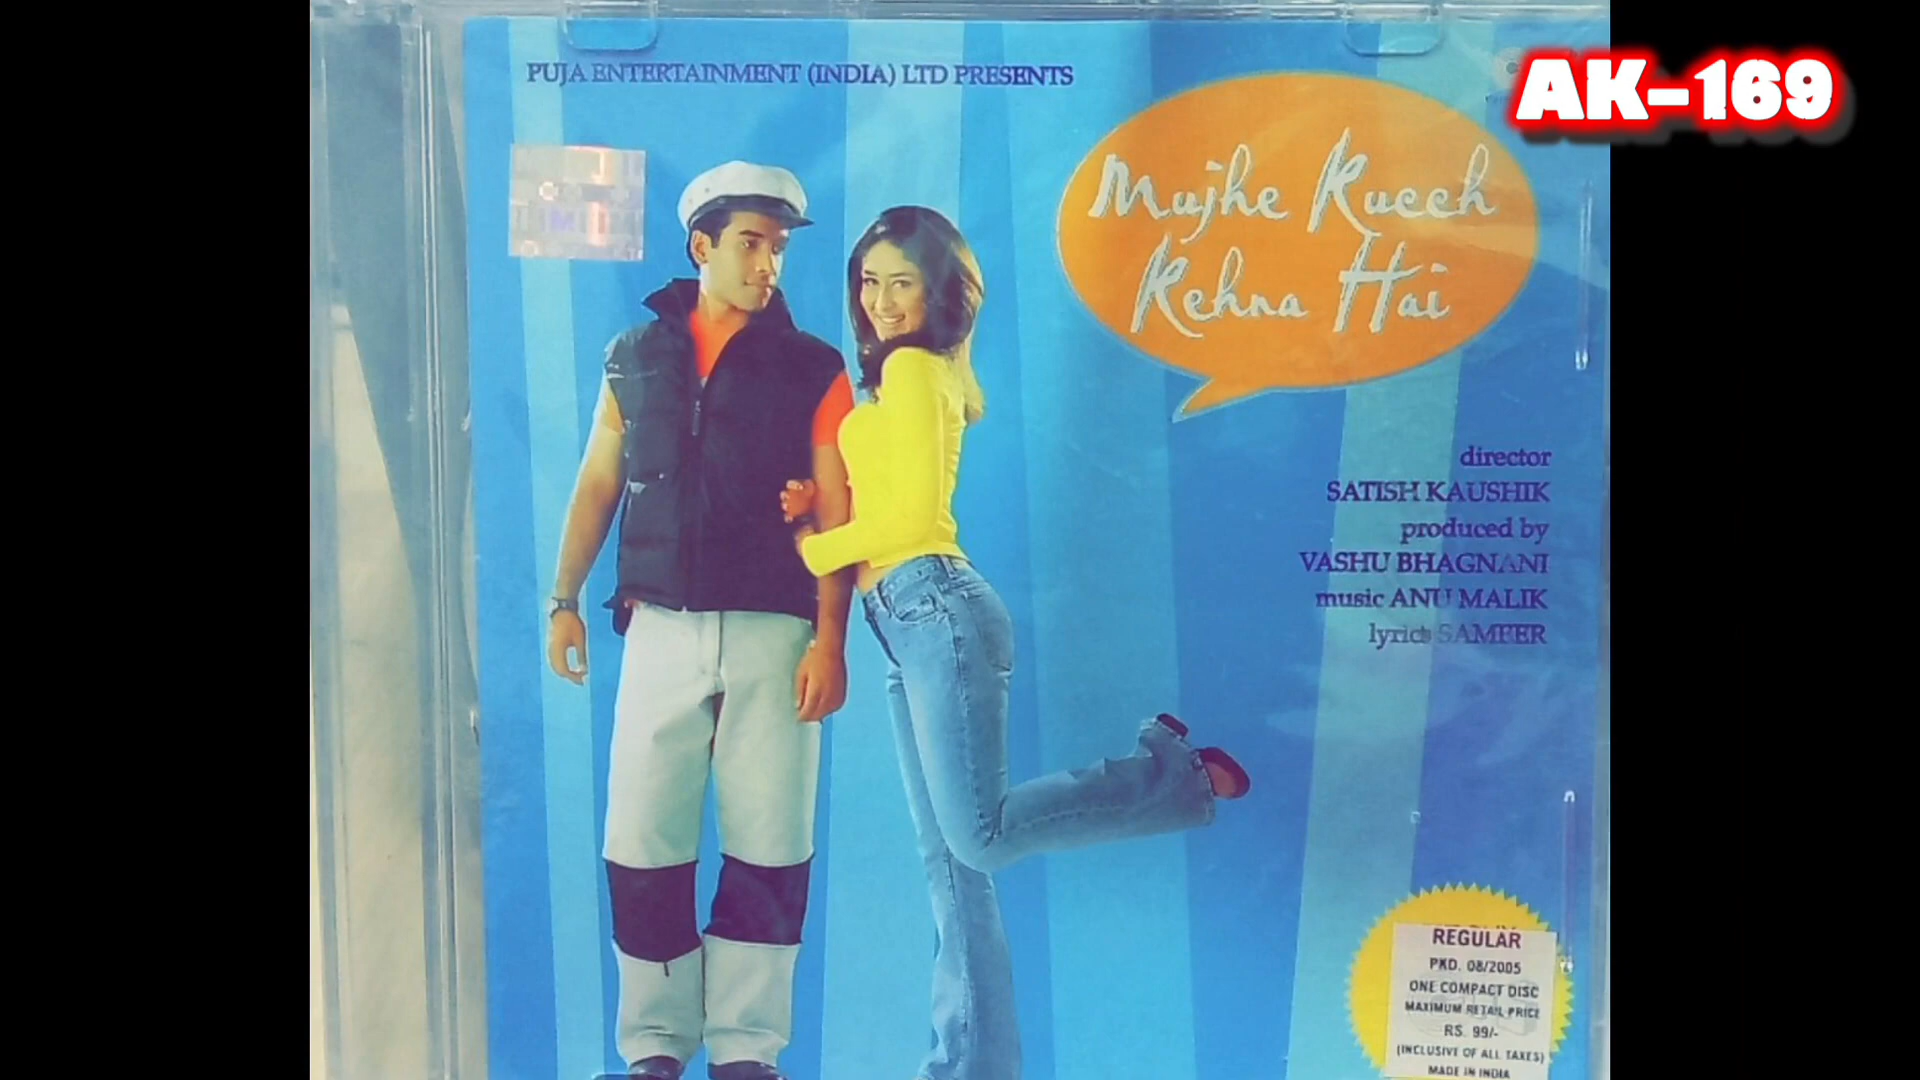 PUJA ENTERTAINMENT (INDIA) LTD PRESENTS
AK-169
Mujhe Kucch
Kehna Hai
director
SATISH KAUSHIK
produced by
VASHU BHAGNANI
music ANU MALIK
lyrics SAMEER
REGULAR
PKD. 08/2005
ONE COMPACT DISC
MAXIMUM RETAIL PRICE
RS. 99/-
(INCLUSIVE OF ALL TAXES)
MADE IN INDIA